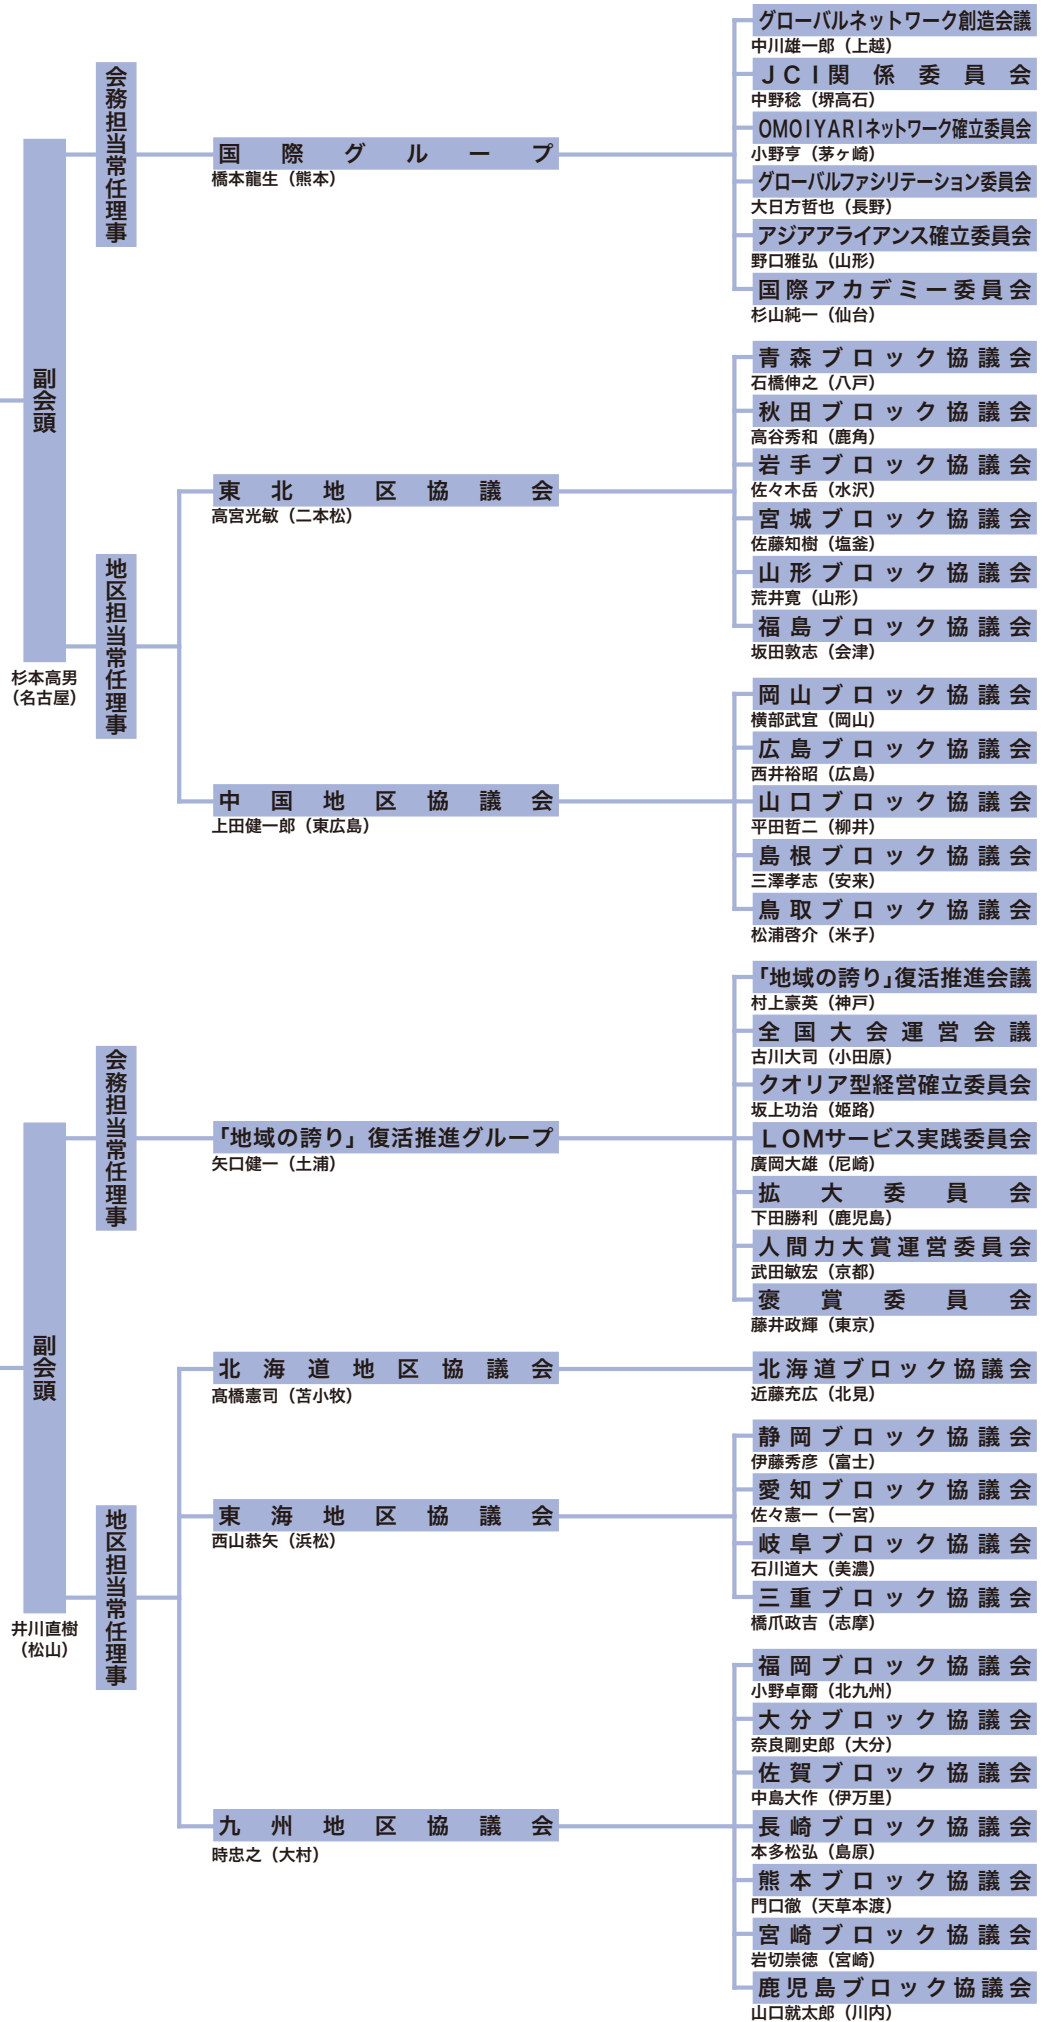 副会頭
杉本高男
(名古屋)
会務担当常任理事
国際グループ
橋本龍生（熊本）
グローバルネットワーク創造会議
中川雄一郎（上越）
ＪＣＩ関係委員会
中野稔（堺高石）
OMOIYARIネットワーク確立委員会
小野亨（茅ヶ崎）
グローバルファシリテーション委員会
大日方哲也（長野）
アジアアライアンス確立委員会
野口雅弘（山形）
国際アカデミー委員会
杉山純一（仙台）
地区担当常任理事
東北地区協議会
高宮光敏（二本松）
青森ブロック協議会
石橋伸之（八戸）
秋田ブロック協議会
高谷秀和（鹿角）
岩手ブロック協議会
佐々木岳（水沢）
宮城ブロック協議会
佐藤知樹（塩釜）
山形ブロック協議会
荒井寛（山形）
福島ブロック協議会
坂田敦志（会津）
中国地区協議会
上田健一郎（東広島）
岡山ブロック協議会
横部武宜（岡山）
広島ブロック協議会
西井裕昭（広島）
山口ブロック協議会
平田哲二（柳井）
島根ブロック協議会
三澤孝志（安来）
鳥取ブロック協議会
松浦啓介（米子）
副会頭
井川直樹
（松山）
会務担当常任理事
「地域の誇り」復活推進グループ
矢口健一（土浦）
「地域の誇り」復活推進会議
村上豪英（神戸）
全国大会運営会議
古川大司（小田原）
クオリア型経営確立委員会
坂上功治（姫路）
ＬＯＭサービス実践委員会
廣岡大雄（尼崎）
拡大委員会
下田勝利（鹿児島）
人間力大賞運営委員会
武田敏宏（京都）
褒賞委員会
藤井政輝（東京）
地区担当常任理事
北海道地区協議会
髙橋憲司（苫小牧）
北海道ブロック協議会
近藤充広（北見）
東海地区協議会
西山恭矢（浜松）
静岡ブロック協議会
伊藤秀彦（富士）
愛知ブロック協議会
佐々憲一（一宮）
岐阜ブロック協議会
石川道大（美濃）
三重ブロック協議会
橋爪政吉（志摩）
九州地区協議会
時忠之（大村）
福岡ブロック協議会
小野卓爾（北九州）
大分ブロック協議会
奈良剛史郎（大分）
佐賀ブロック協議会
中島大作（伊万里）
長崎ブロック協議会
本多松弘（島原）
熊本ブロック協議会
門口徹（天草本渡）
宮崎ブロック協議会
岩切崇徳（宮崎）
鹿児島ブロック協議会
山口就太郎（川内）